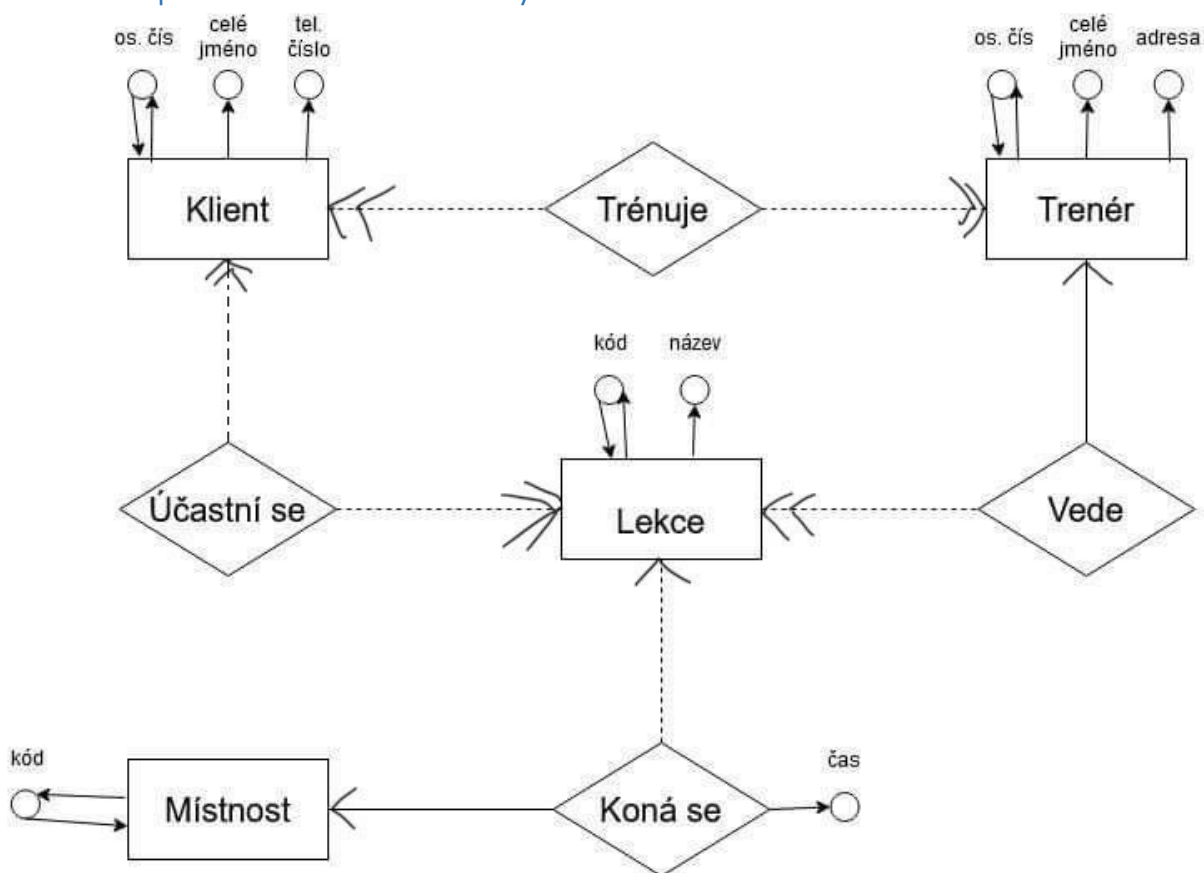 os. čís
celé
jméno
tel.
číslo
os. čís
celé
jméno
adresa
Klient
Trénuje
Trenér
kód
název
Účastní se
Lekce
Vede
kód
Místnost
Koná se
čas